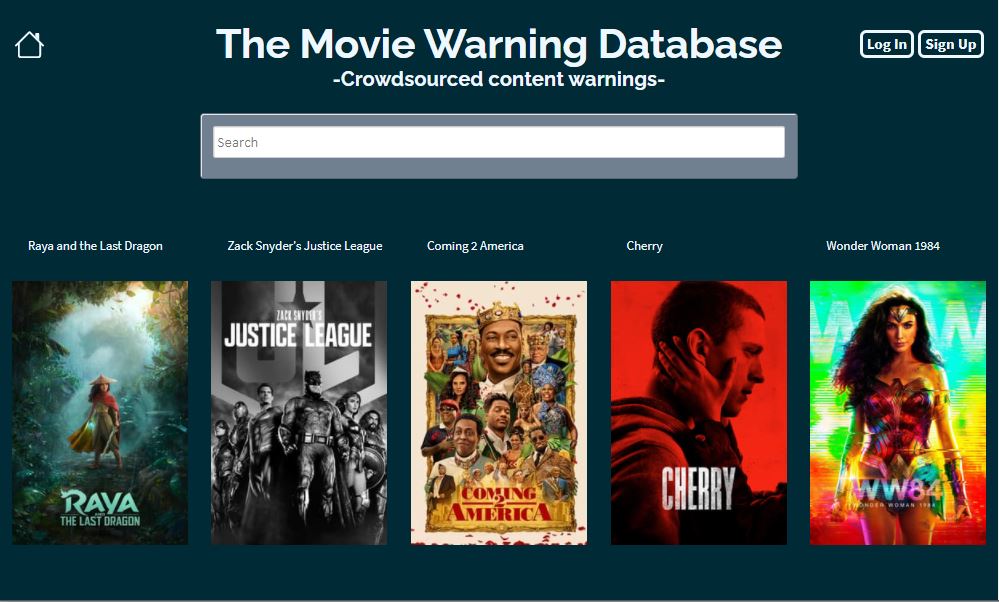 The Movie Warning Database
-Crowdsourced content warnings-
Log In
Sign Up
Search
Raya and the Last Dragon
Zack Snyder's Justice League
Coming 2 America
Cherry
Wonder Woman 1984
RAYA
AND
THE LAST DRAGON
ZACK SNYDER'S
JUSTICE LEAGUE
JL
COMING
2
AMERICA
CHERRY
WW
WW84
WONDER WOMAN 1984